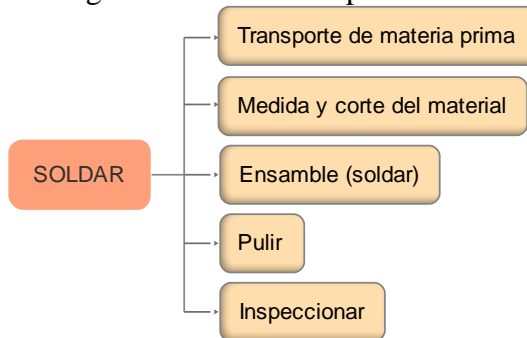 Transporte de materia prima
Medida y corte del material
SOLDAR
Ensamble (soldar)
Pulir
Inspeccionar